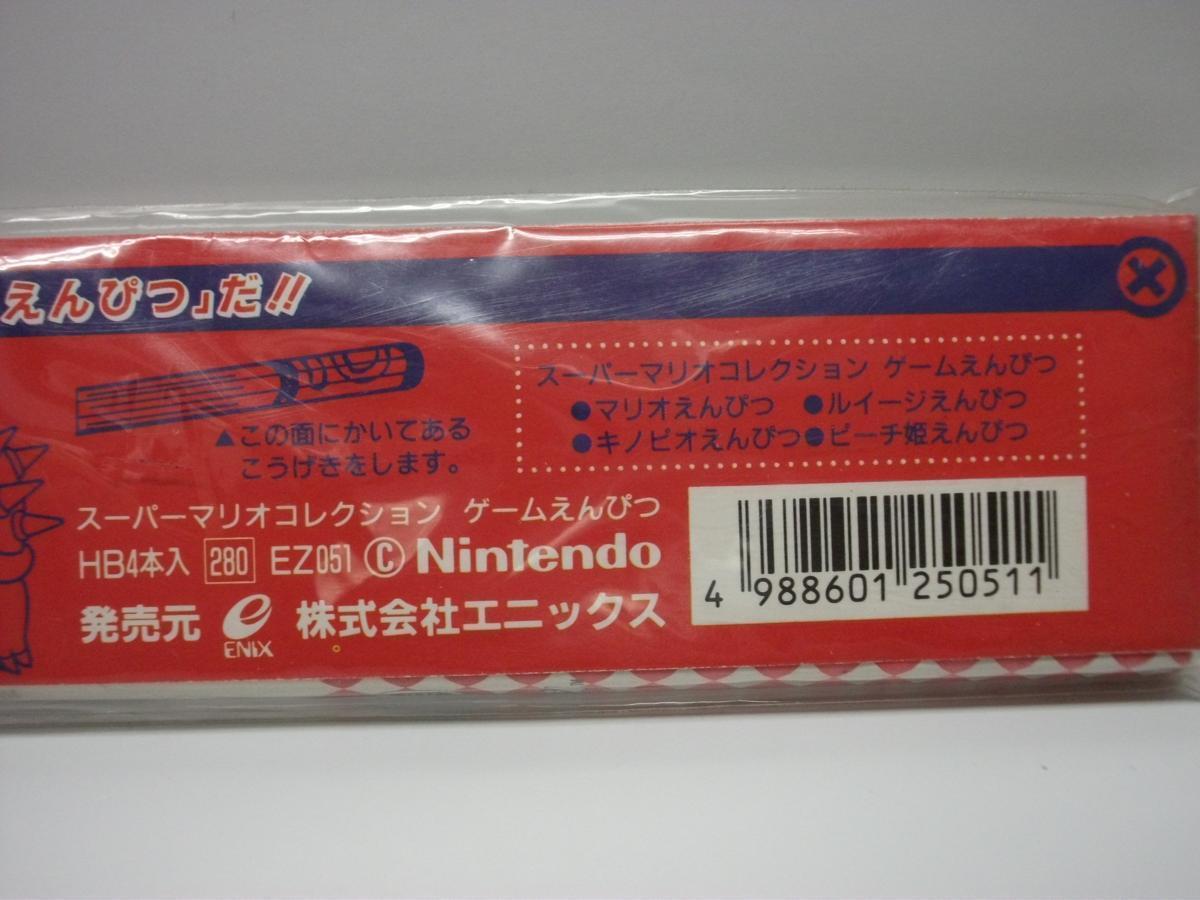 えんぴつ」だ!!
▲この面にかいてある
こうげきをします。
スーパーマリオコレクション ゲームえんぴつ
●マリオえんぴつ ●ルイージえんぴつ
●キノピオえんぴつ●ピーチ姫えんぴつ
スーパーマリオコレクション ゲームえんぴつ
HB4本入 280 EZ051 ©Nintendo
発売元 ENIX 株式会社エニックス
4 988601 250511